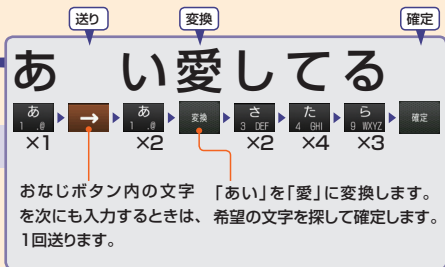 送り 変換 確定
あ い愛してる
あ 1 .@ → あ 1 .@ 変換 さ 3 DEF た 4 GHI ら 9 WXYZ 確定
×1 ×2 ×2 ×4 ×3
おなじボタン内の文字
を次にも入力するときは、
1回送ります。
「あい」を「愛」に変換します。
希望の文字を探して確定します。